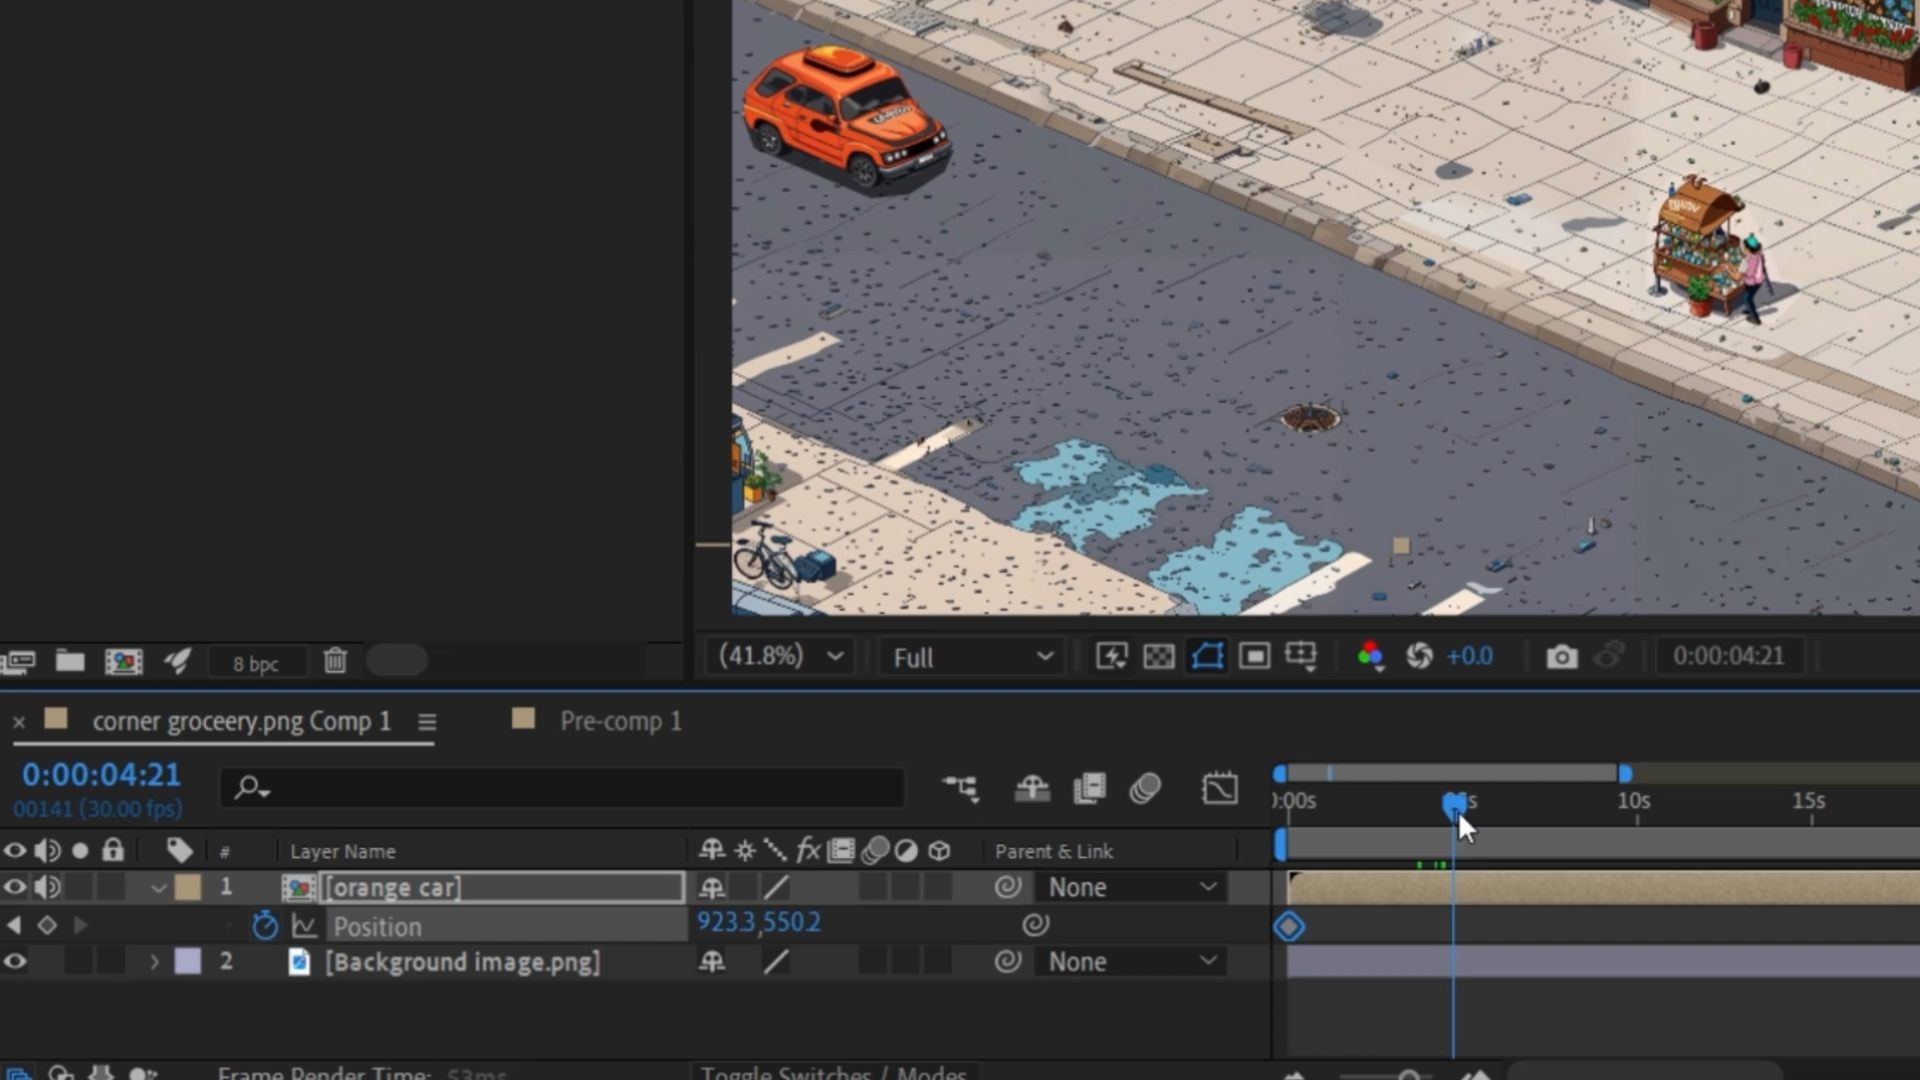 8 bpc
(41.8%)
Full
+0.0
0:00:04:21
corner groceery.png Comp 1
Pre-comp 1
0:00:04:21
00141 (30.00 fps)
10s
15s
#
Layer Name
fx
Parent & Link
1
[orange car]
None
Position
923.3,550.2
2
[Background image.png]
None
Frame Render Time: 53ms
Toggle Switches / Modes